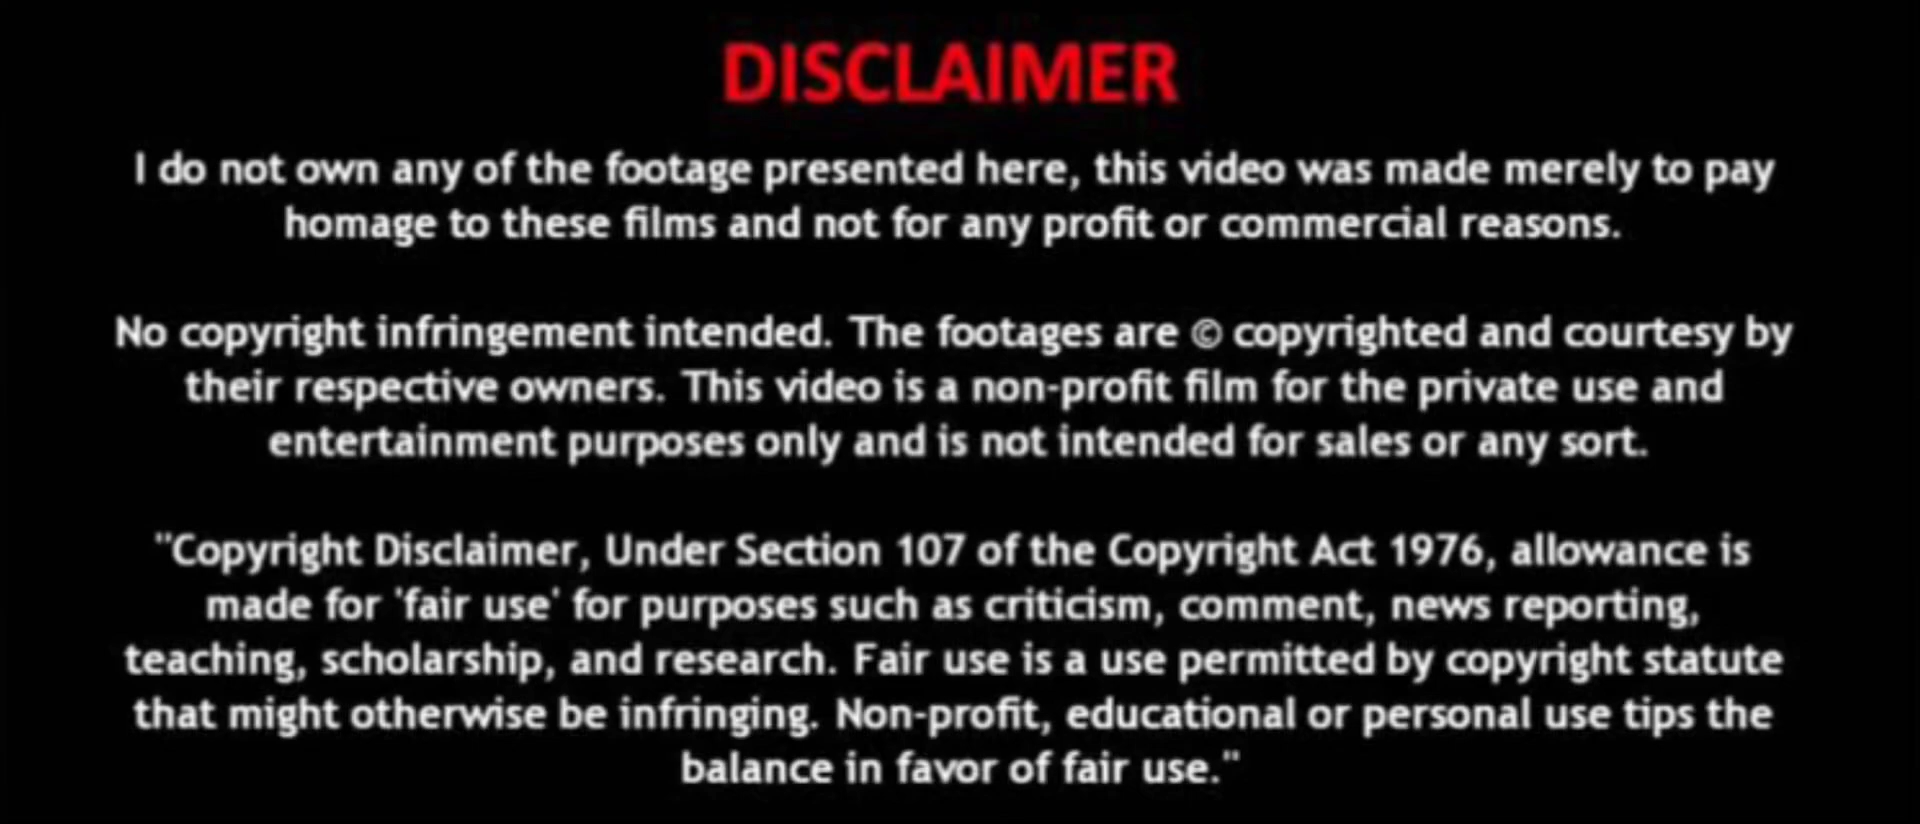 DISCLAIMER
I do not own any of the footage presented here, this video was made merely to pay
homage to these films and not for any profit or commercial reasons.
No copyright infringement intended. The footages are © copyrighted and courtesy by
their respective owners. This video is a non-profit film for the private use and
entertainment purposes only and is not intended for sales or any sort.
"Copyright Disclaimer, Under Section 107 of the Copyright Act 1976, allowance is
made for 'fair use' for purposes such as criticism, comment, news reporting,
teaching, scholarship, and research. Fair use is a use permitted by copyright statute
that might otherwise be infringing. Non-profit, educational or personal use tips the
balance in favor of fair use."